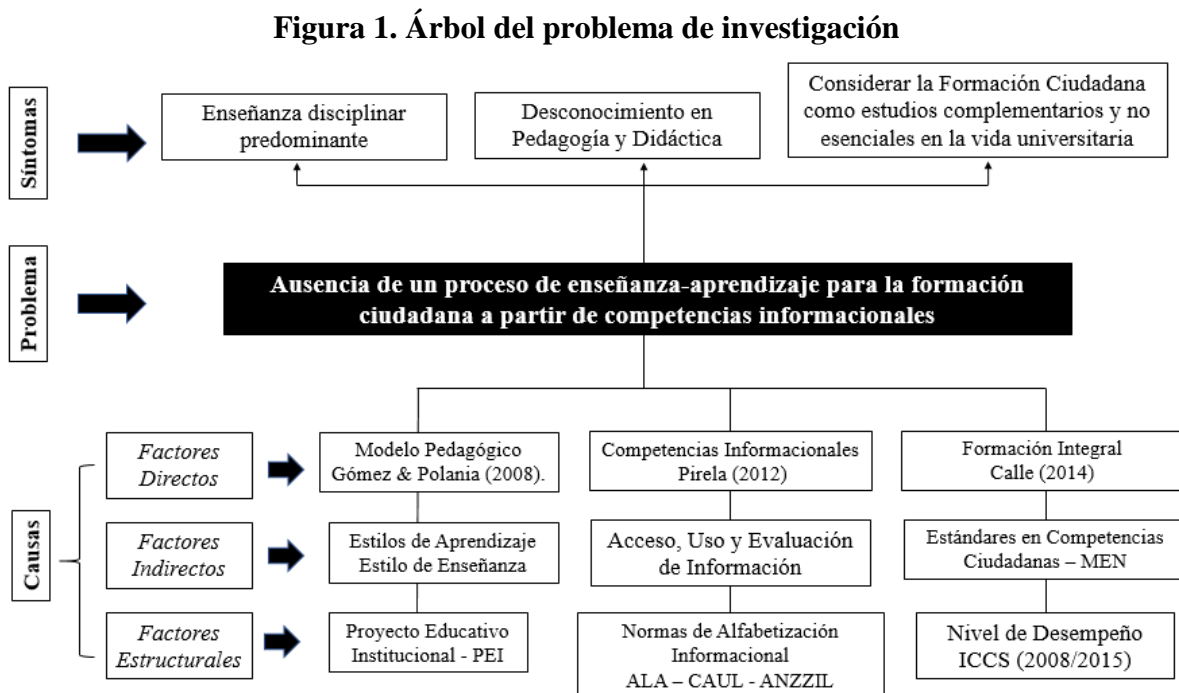 Figura 1. Árbol del problema de investigación
Síntomas
Enseñanza disciplinar
predominante
Desconocimiento en
Pedagogía y Didáctica
Considerar la Formación Ciudadana
como estudios complementarios y no
esenciales en la vida universitaria
Problema
Ausencia de un proceso de enseñanza-aprendizaje para la formación
ciudadana a partir de competencias informacionales
Causas
Factores
Directos
Modelo Pedagógico
Gómez & Polania (2008).
Competencias Informacionales
Pirela (2012)
Formación Integral
Calle (2014)
Factores
Indirectos
Estilos de Aprendizaje
Estilo de Enseñanza
Acceso, Uso y Evaluación
de Información
Estándares en Competencias
Ciudadanas – MEN
Factores
Estructurales
Proyecto Educativo
Institucional - PEI
Normas de Alfabetización
Informacional
ALA – CAUL - ANZZIL
Nivel de Desempeño
ICCS (2008/2015)